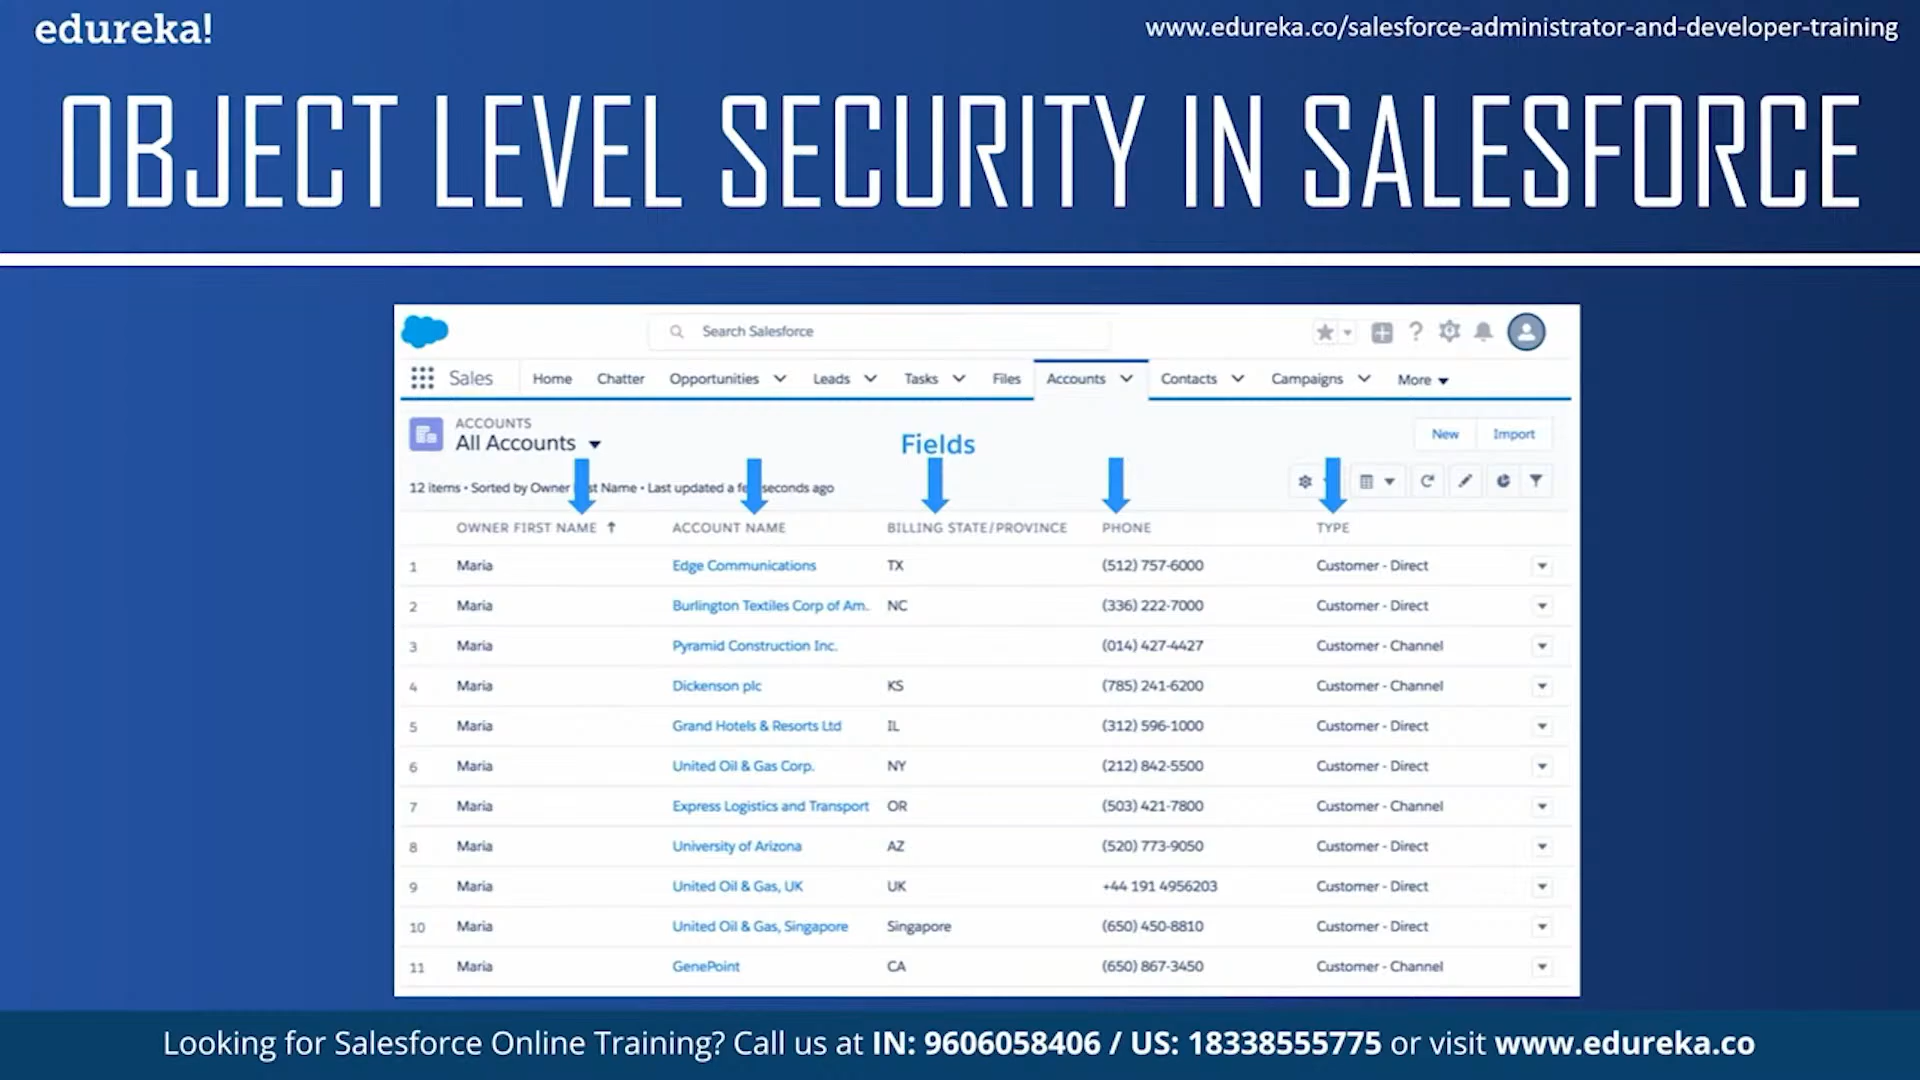 edureka!
www.edureka.co/salesforce-administrator-and-developer-training
OBJECT LEVEL SECURITY IN SALESFORCE
Search Salesforce
Sales Home Chatter Opportunities Leads Tasks Files Accounts Contacts Campaigns More
ACCOUNTS
All Accounts
Fields
New Import
12 items • Sorted by Owner st Name • Last updated a fe seconds ago
OWNER FIRST NAME ↑ ACCOUNT NAME BILLING STATE/PROVINCE PHONE TYPE
1 Maria Edge Communications TX (512) 757-6000 Customer - Direct
2 Maria Burlington Textiles Corp of Am.. NC (336) 222-7000 Customer - Direct
3 Maria Pyramid Construction Inc. (014) 427-4427 Customer - Channel
4 Maria Dickenson plc KS (785) 241-6200 Customer - Channel
5 Maria Grand Hotels & Resorts Ltd IL (312) 596-1000 Customer - Direct
6 Maria United Oil & Gas Corp. NY (212) 842-5500 Customer - Direct
7 Maria Express Logistics and Transport OR (503) 421-7800 Customer - Channel
8 Maria University of Arizona AZ (520) 773-9050 Customer - Direct
9 Maria United Oil & Gas, UK UK +44 191 4956203 Customer - Direct
10 Maria United Oil & Gas, Singapore Singapore (650) 450-8810 Customer - Direct
11 Maria GenePoint CA (650) 867-3450 Customer - Channel
Looking for Salesforce Online Training? Call us at IN: 9606058406 / US: 18338555775 or visit www.edureka.co